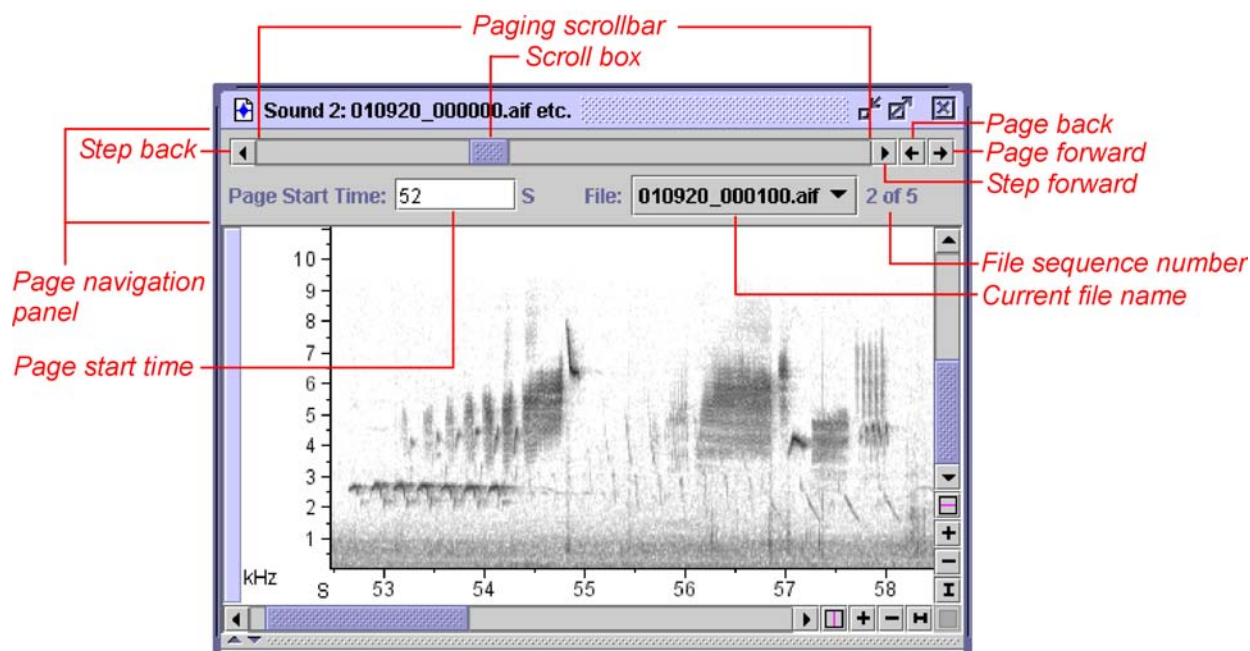 Paging scrollbar
Scroll box
Sound 2: 010920_000000.aif etc.
Page back
Step back
Page forward
Step forward
Page Start Time: 52 S File: 010920_000100.aif 2 of 5
Page navigation
panel
File sequence number
Current file name
Page start time
10
9
8
7
6
5
4
3
2
1
kHz
S 53 54 55 56 57 58